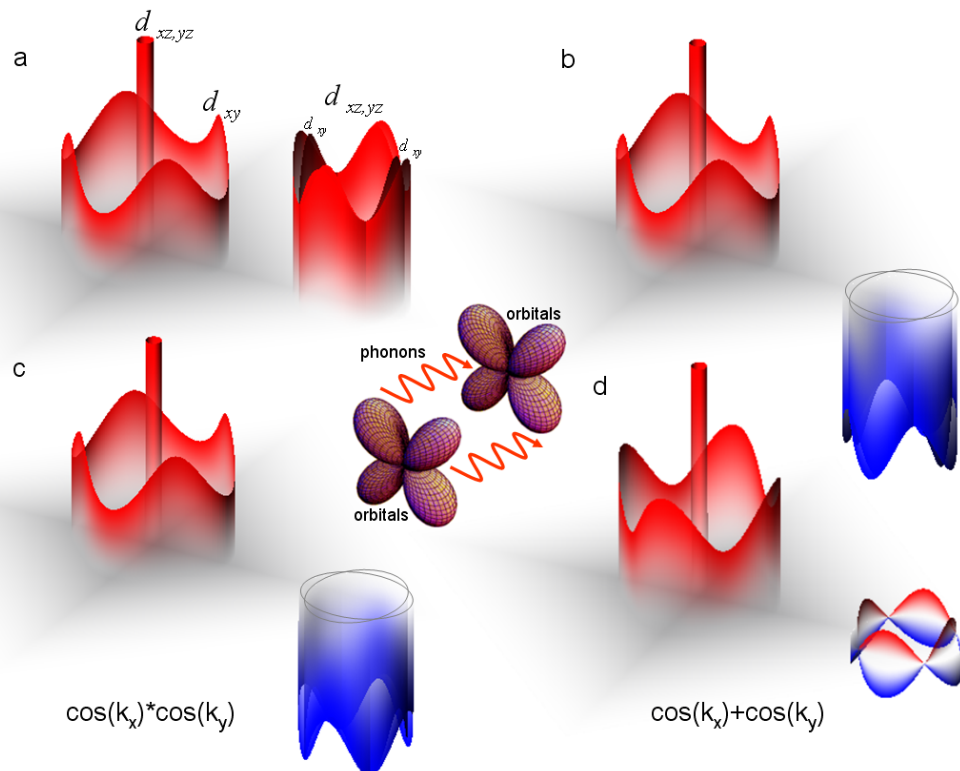 a
d xz,yz
d xy
d xz,yz
d xy
d xy
b
orbitals
phonons
c
d
orbitals
cos(kx)*cos(ky)
cos(kx)+cos(ky)